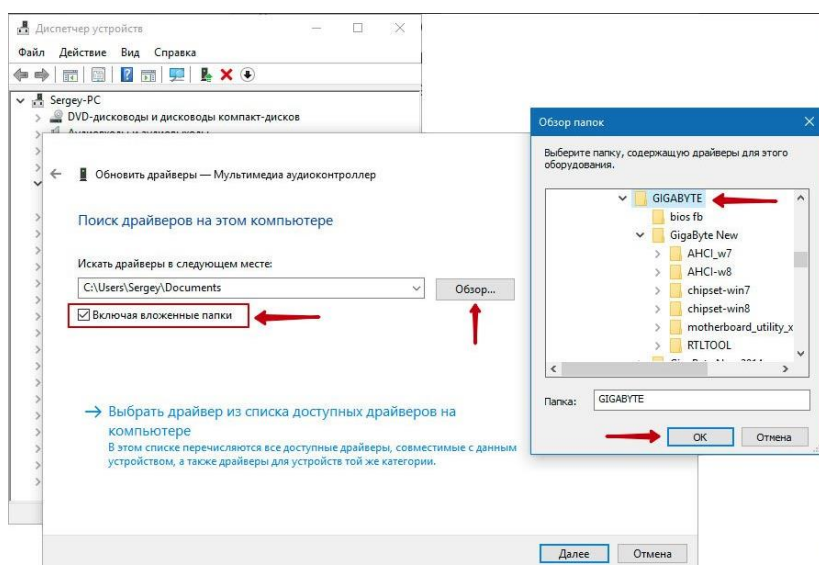 Диспетчер устройств
Файл Действие Вид Справка
Sergey-PC
DVD-дисководы и дисководы компакт-дисков
Обновить драйверы — Мультимедиа аудиоконтроллер
Поиск драйверов на этом компьютере
Искать драйверы в следующем месте:
C:\Users\Sergey\Documents
Обзор...
Включая вложенные папки
Выбрать драйвер из списка доступных драйверов на
компьютере
В этом списке перечисляются все доступные драйверы, совместимые с данным
устройством, а также драйверы для устройств той же категории.
Далее
Отмена
Обзор папок
Выберите папку, содержащую драйверы для этого
оборудования.
GIGABYTE
bios fb
GigaByte New
AHCI_w7
AHCI-w8
chipset-win7
chipset-win8
motherboard_utility_x
RTLTOOL
Папка: GIGABYTE
ОК
Отмена